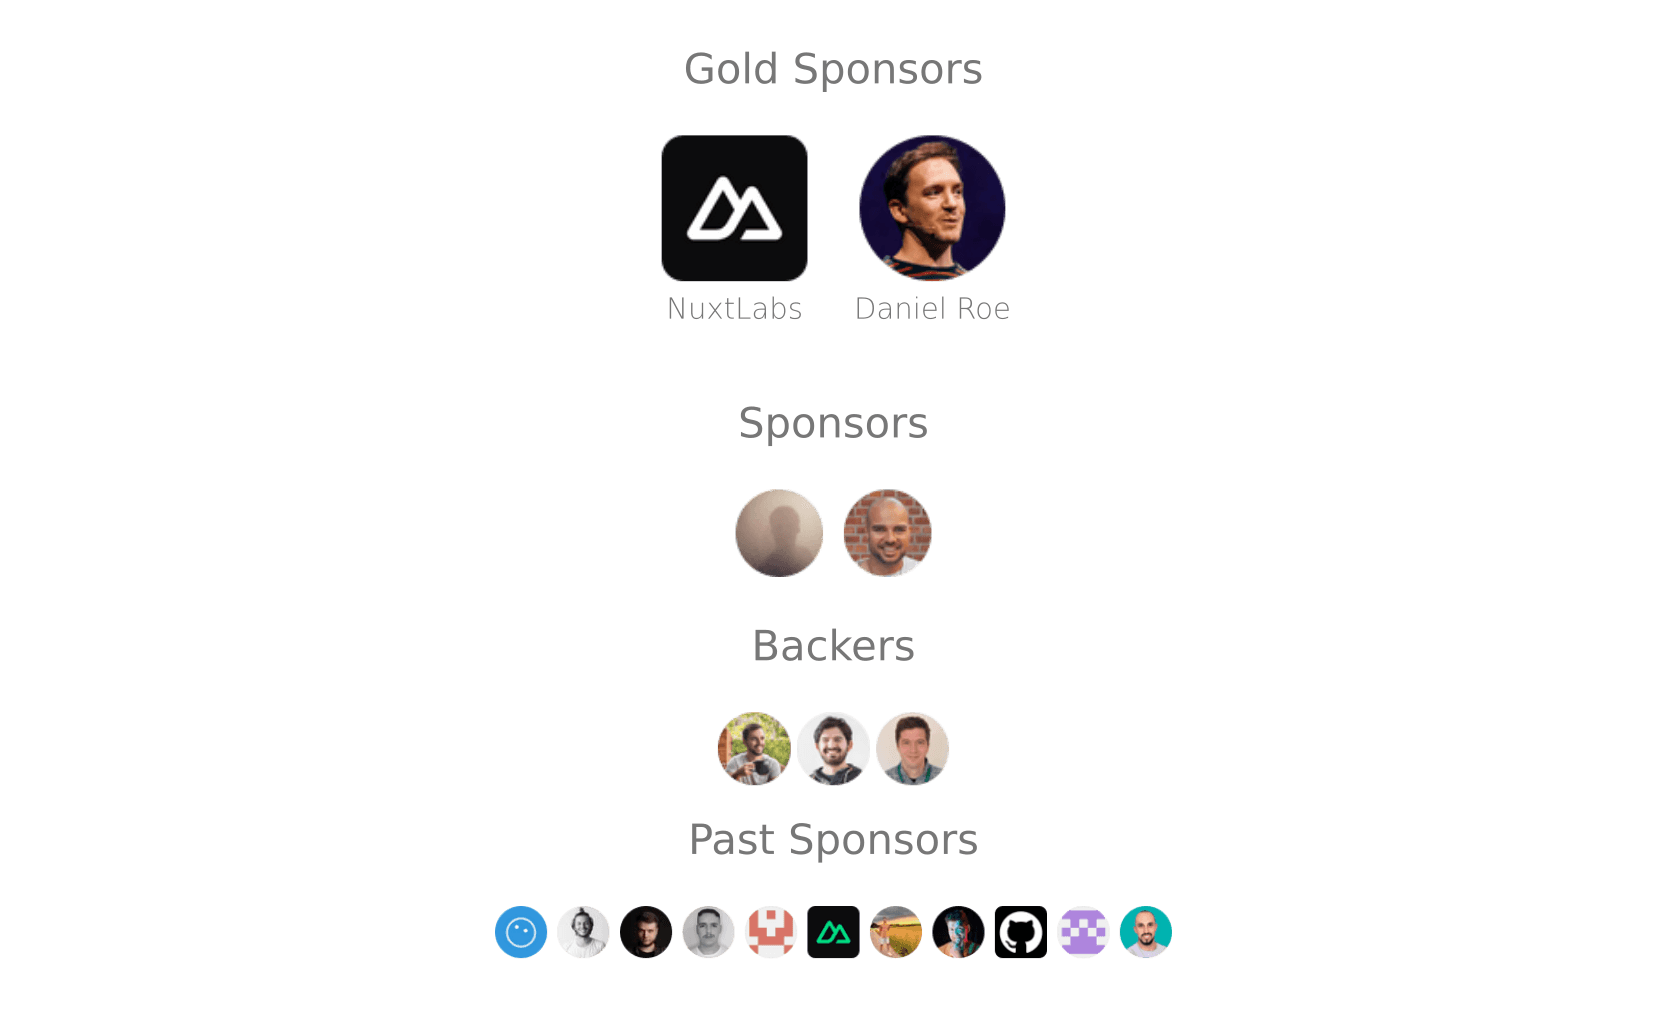 Gold Sponsors
NuxtLabs
Daniel Roe
Sponsors
Backers
Past Sponsors